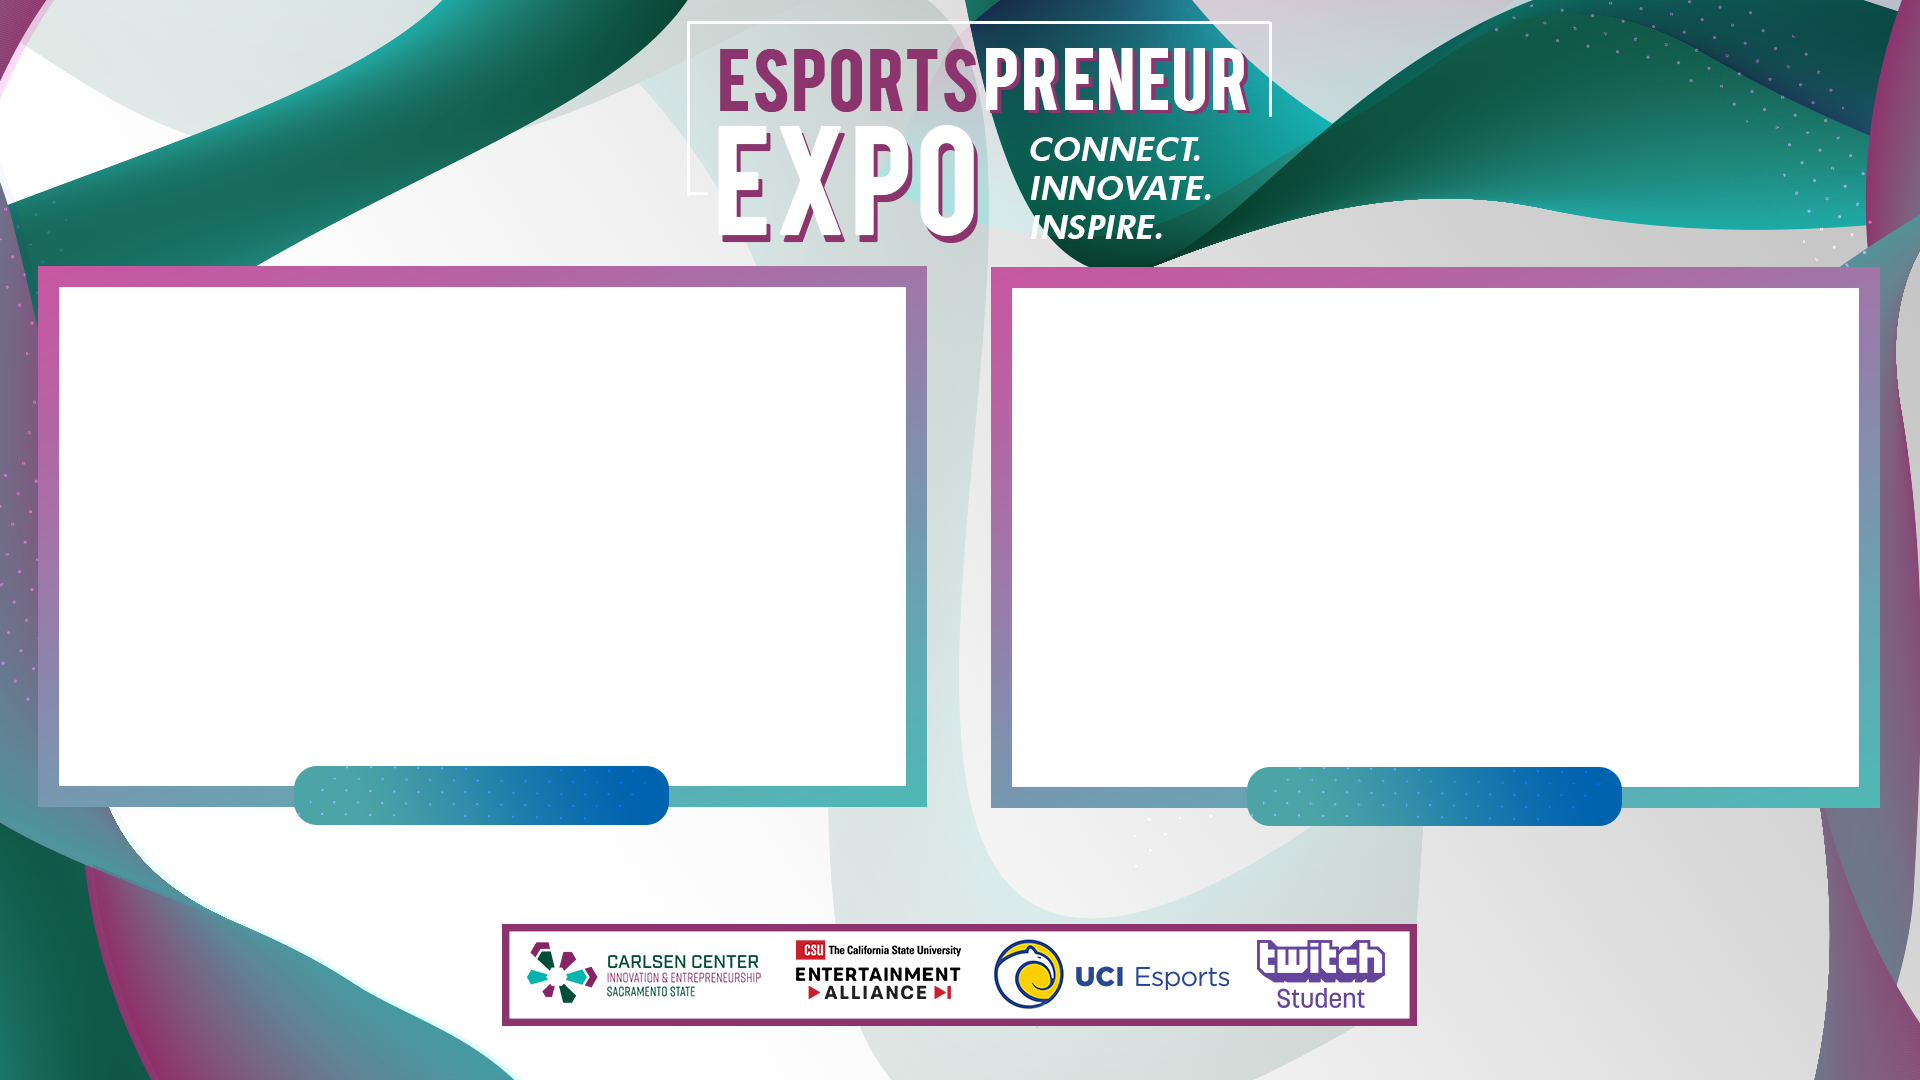 ESPORTSPRENEUR
EXPO
CONNECT.
INNOVATE.
INSPIRE.
CARLSEN CENTER
INNOVATION & ENTREPRENEURSHIP
SACRAMENTO STATE
CSU The California State University
ENTERTAINMENT
ALLIANCE
UCI Esports
twitch
Student